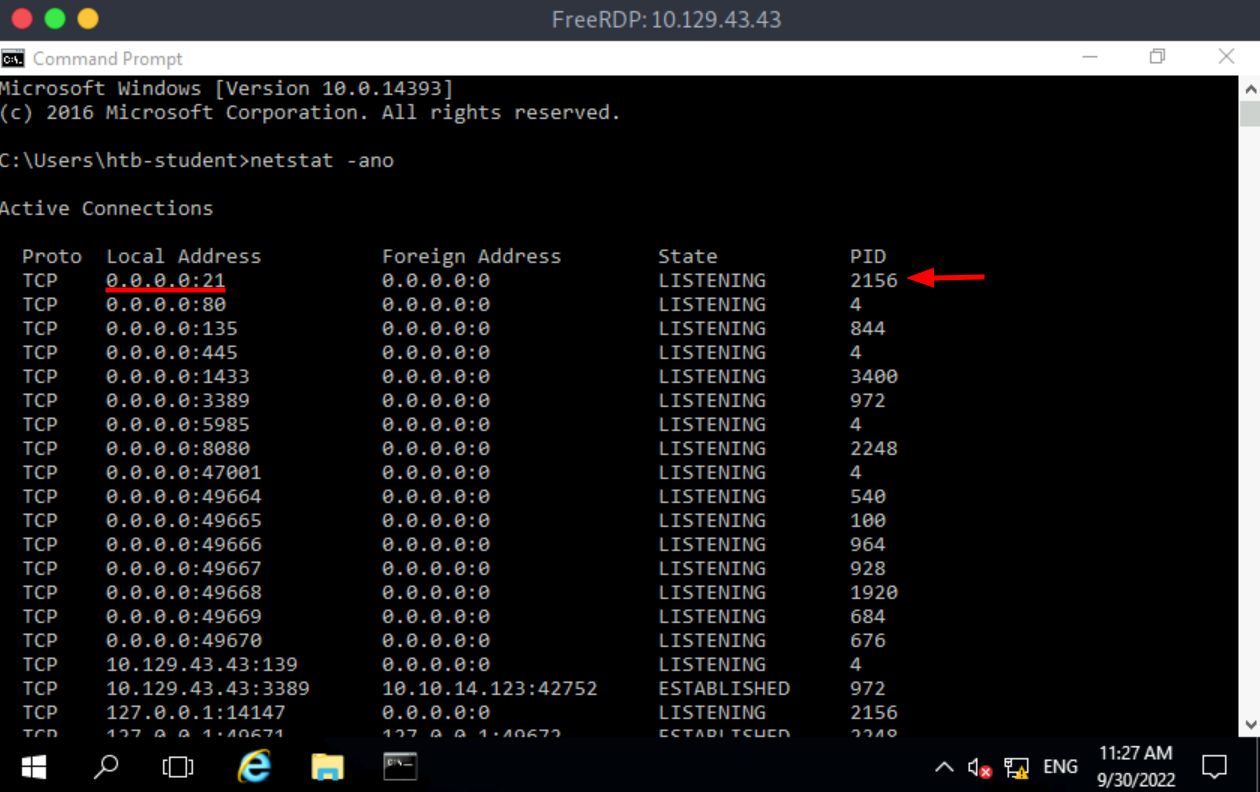 FreeRDP: 10.129.43.43
Command Prompt
Microsoft Windows [Version 10.0.14393]
(c) 2016 Microsoft Corporation. All rights reserved.
C:\Users\htb-student>netstat -ano
Active Connections
Proto Local Address Foreign Address State PID
TCP 0.0.0.0:21 0.0.0.0:0 LISTENING 2156
TCP 0.0.0.0:80 0.0.0.0:0 LISTENING 4
TCP 0.0.0.0:135 0.0.0.0:0 LISTENING 844
TCP 0.0.0.0:445 0.0.0.0:0 LISTENING 4
TCP 0.0.0.0:1433 0.0.0.0:0 LISTENING 3400
TCP 0.0.0.0:3389 0.0.0.0:0 LISTENING 972
TCP 0.0.0.0:5985 0.0.0.0:0 LISTENING 4
TCP 0.0.0.0:8080 0.0.0.0:0 LISTENING 2248
TCP 0.0.0.0:47001 0.0.0.0:0 LISTENING 4
TCP 0.0.0.0:49664 0.0.0.0:0 LISTENING 540
TCP 0.0.0.0:49665 0.0.0.0:0 LISTENING 100
TCP 0.0.0.0:49666 0.0.0.0:0 LISTENING 964
TCP 0.0.0.0:49667 0.0.0.0:0 LISTENING 928
TCP 0.0.0.0:49668 0.0.0.0:0 LISTENING 1920
TCP 0.0.0.0:49669 0.0.0.0:0 LISTENING 684
TCP 0.0.0.0:49670 0.0.0.0:0 LISTENING 676
TCP 10.129.43.43:139 0.0.0.0:0 LISTENING 4
TCP 10.129.43.43:3389 10.10.14.123:42752 ESTABLISHED 972
TCP 127.0.0.1:14147 0.0.0.0:0 LISTENING 2156
TCP 127.0.0.1:49671 127.0.0.1:49672 ESTABLISHED 2248
ENG
11:27 AM
9/30/2022